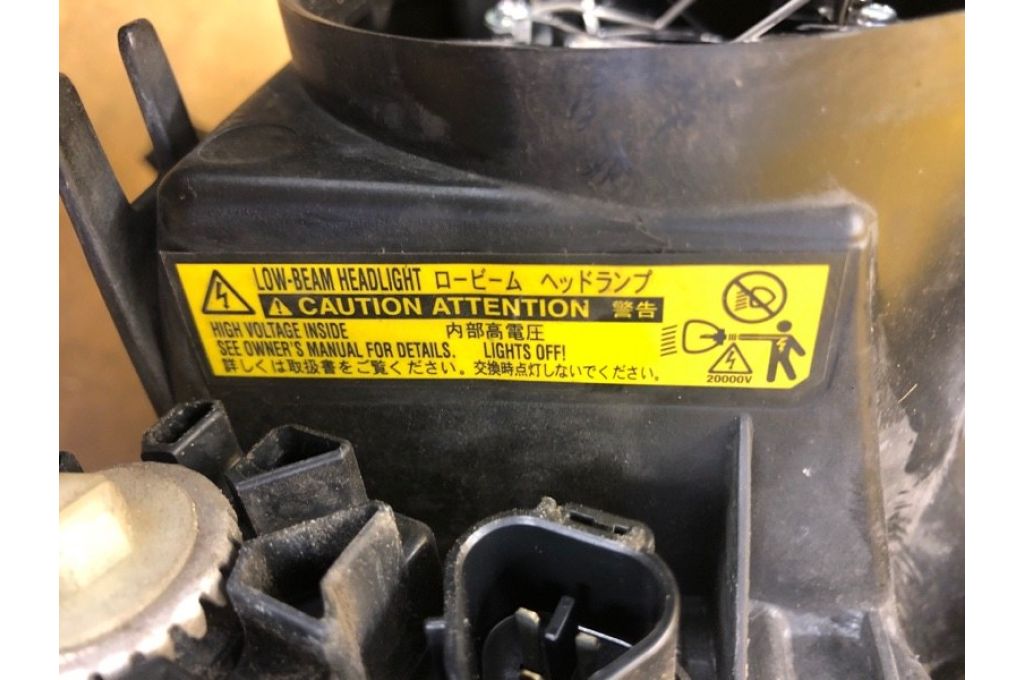 LOW-BEAM HEADLIGHT ロービーム ヘッドランプ
CAUTION ATTENTION 警告
HIGH VOLTAGE INSIDE 内部高電圧
SEE OWNER'S MANUAL FOR DETAILS. LIGHTS OFF!
詳しくは取扱書をご覧ください。交換時点灯しないでください。
20000V